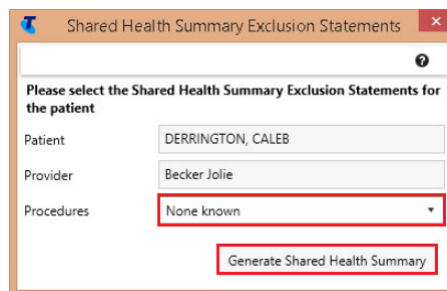 Shared Health Summary Exclusion Statements
Please select the Shared Health Summary Exclusion Statements for
the patient
Patient DERRINGTON, CALEB
Provider Becker Jolie
Procedures None known
Generate Shared Health Summary